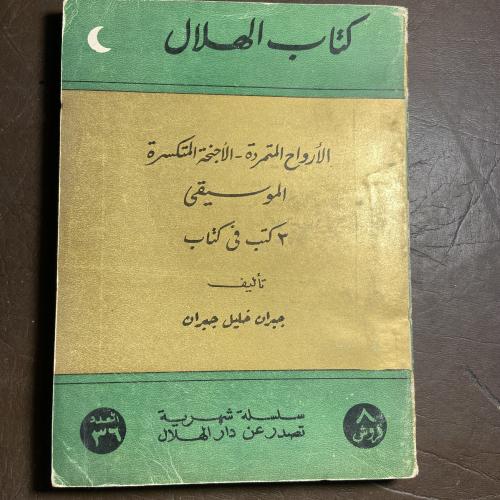 كتاب الهلال
الأرواح المتمردة - الأجنحة المتكسرة
الموسيقى
٣ كتب في كتاب
تأليف
جبران خليل جبران
سلسلة شهرية
تصدر عن دار الهلال
العدد
٣٦
٨
قروش